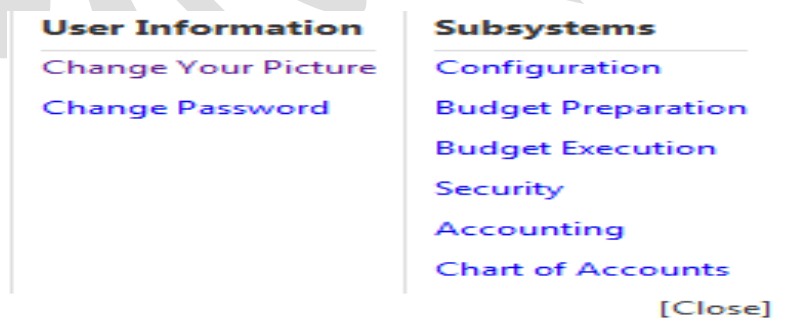 User Information
Change Your Picture
Change Password
Subsystems
Configuration
Budget Preparation
Budget Execution
Security
Accounting
Chart of Accounts
[Close]